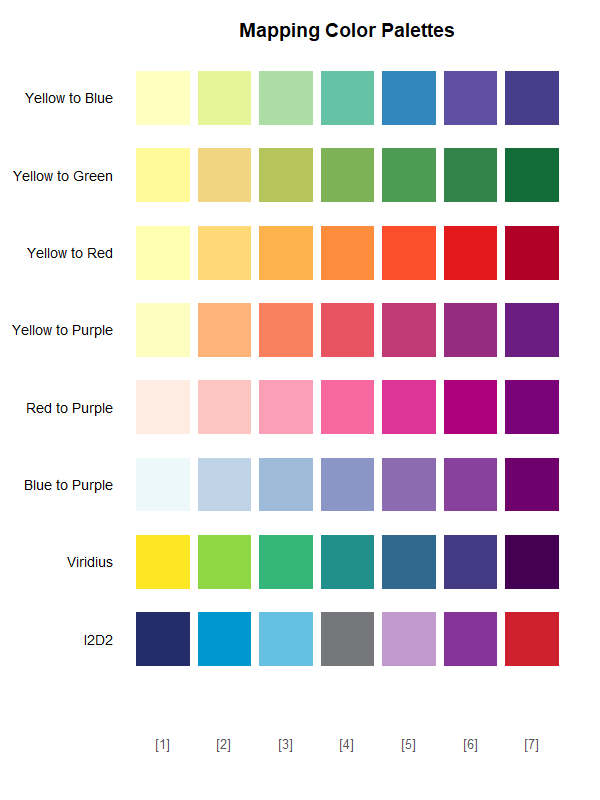 Mapping Color Palettes
Yellow to Blue
Yellow to Green
Yellow to Red
Yellow to Purple
Red to Purple
Blue to Purple
Viridius
I2D2
[1] [2] [3] [4] [5] [6] [7]